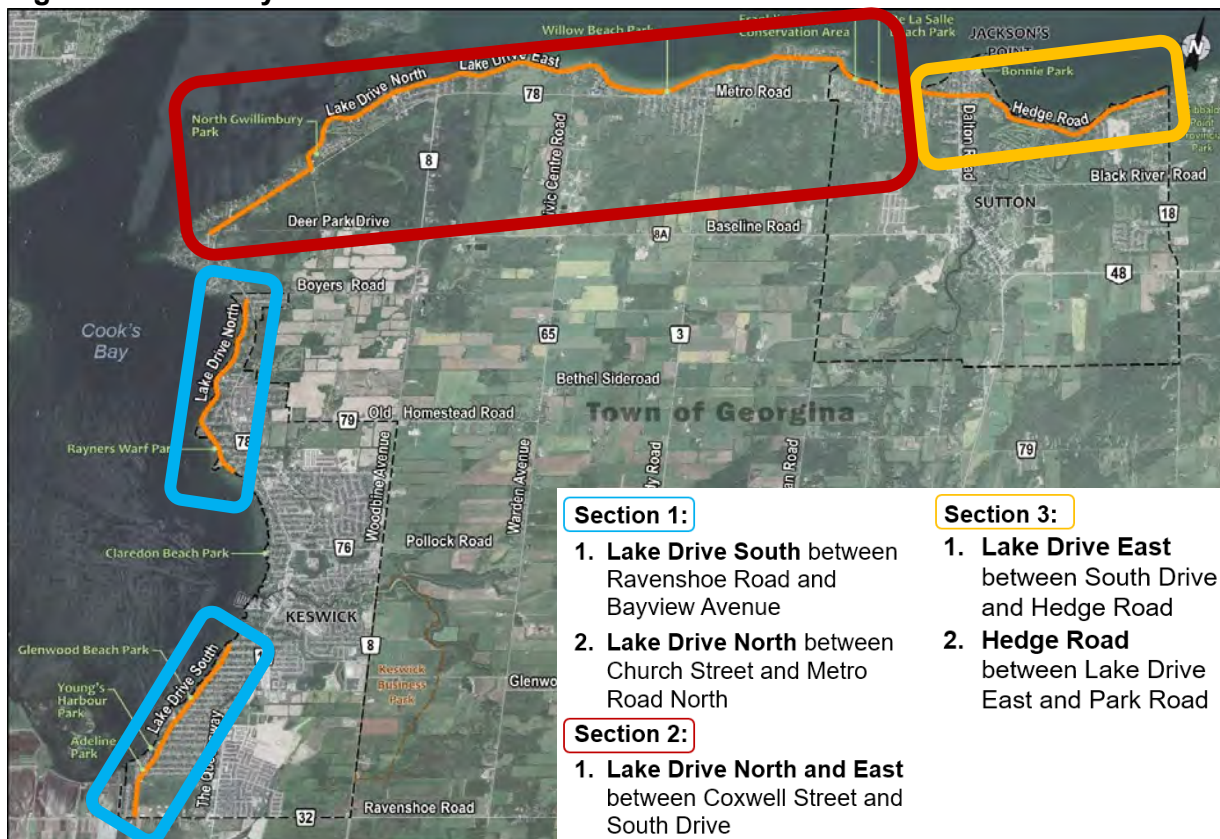 Willow Beach Park
Conservation Area
De La Salle
Beach Park
JACKSON'S
POINT
Bonnie Park
N
Lake Drive East
Lake Drive North
78
Metro Road
Hedge Road
Dalton Road
North Gwillimbury
Park
8
Black River Road
SUTTON
18
Deer Park Drive
8A
Baseline Road
48
Boyers Road
Cook's
Bay
Lake Drive North
65
3
Bethel Sideroad
Town of Georgina
79
Old Homestead Road
78
79
Rayners Warf Park
Woodbine Avenue
Warden Avenue
Claredon Beach Park
76
Pollock Road
KESWICK
Glenwood Beach Park
8
Keswick
Business
Park
Lake Drive South
Young's
Harbour
Park
Adeline
Park
32
Ravenshoe Road
Section 1:
1. Lake Drive South between
Ravenshoe Road and
Bayview Avenue
2. Lake Drive North between
Church Street and Metro
Road North
Section 2:
1. Lake Drive North and East
between Coxwell Street and
South Drive
Section 3:
1. Lake Drive East
between South Drive
and Hedge Road
2. Hedge Road
between Lake Drive
East and Park Road